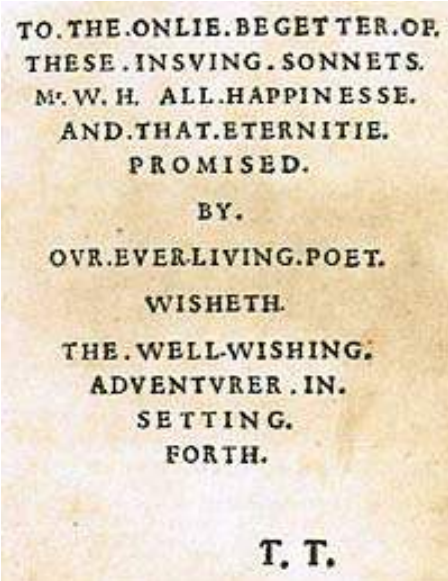 TO.THE.ONLIE.BEGETTER.OF.
THESE.INSVING.SONNETS.
Mr.W.H. ALL.HAPPINESSE.
AND.THAT.ETERNITIE.
PROMISED.
BY.
OVR.EVER-LIVING.POET.
WISHETH.
THE.WELL-WISHING.
ADVENTVRER.IN.
SETTING.
FORTH.
T. T.